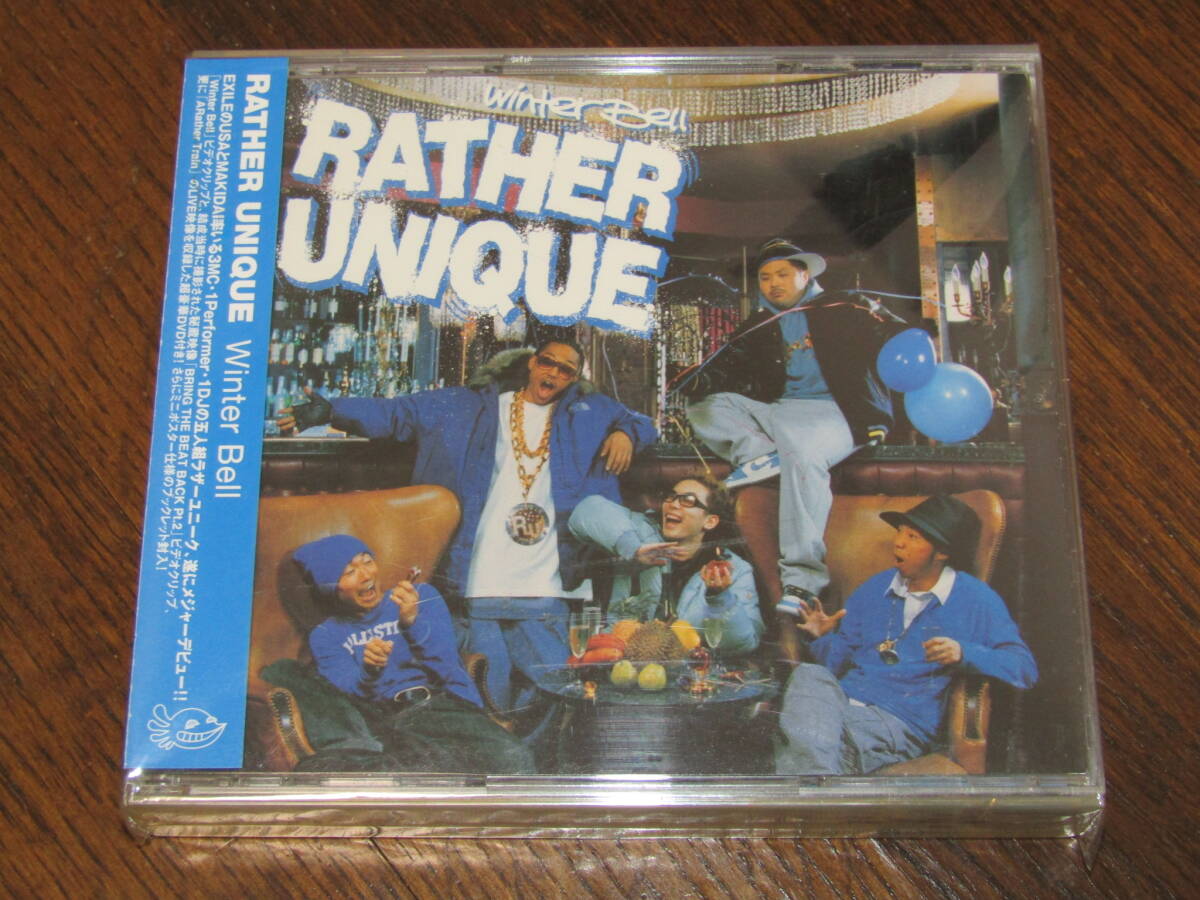 RATHER UNIQUE Winter Bell
EXILEのUSAとMAKIDAI率いる3MC・1Performer・1DJの五人組ラザーユニーク、遂にメジャーデビュー!!
「Winter Bell」ビデオクリップと、結成当時に撮影された秘蔵映像「BRING THE BEAT BACK Pt.2」ビデオクリップ、
更に「ARather Train」のLIVE映像を収録した超豪華DVD付き! さらにミニポスター仕様のブックレット封入!
Winter Bell
RATHER
UNIQUE
RU